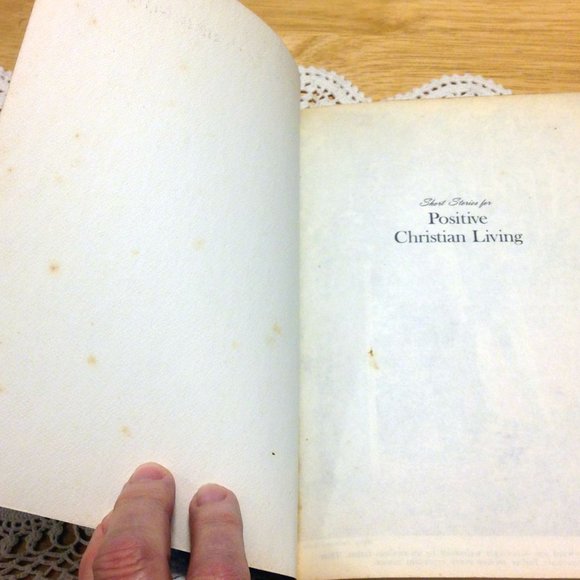 Short Stories for
Positive
Christian Living